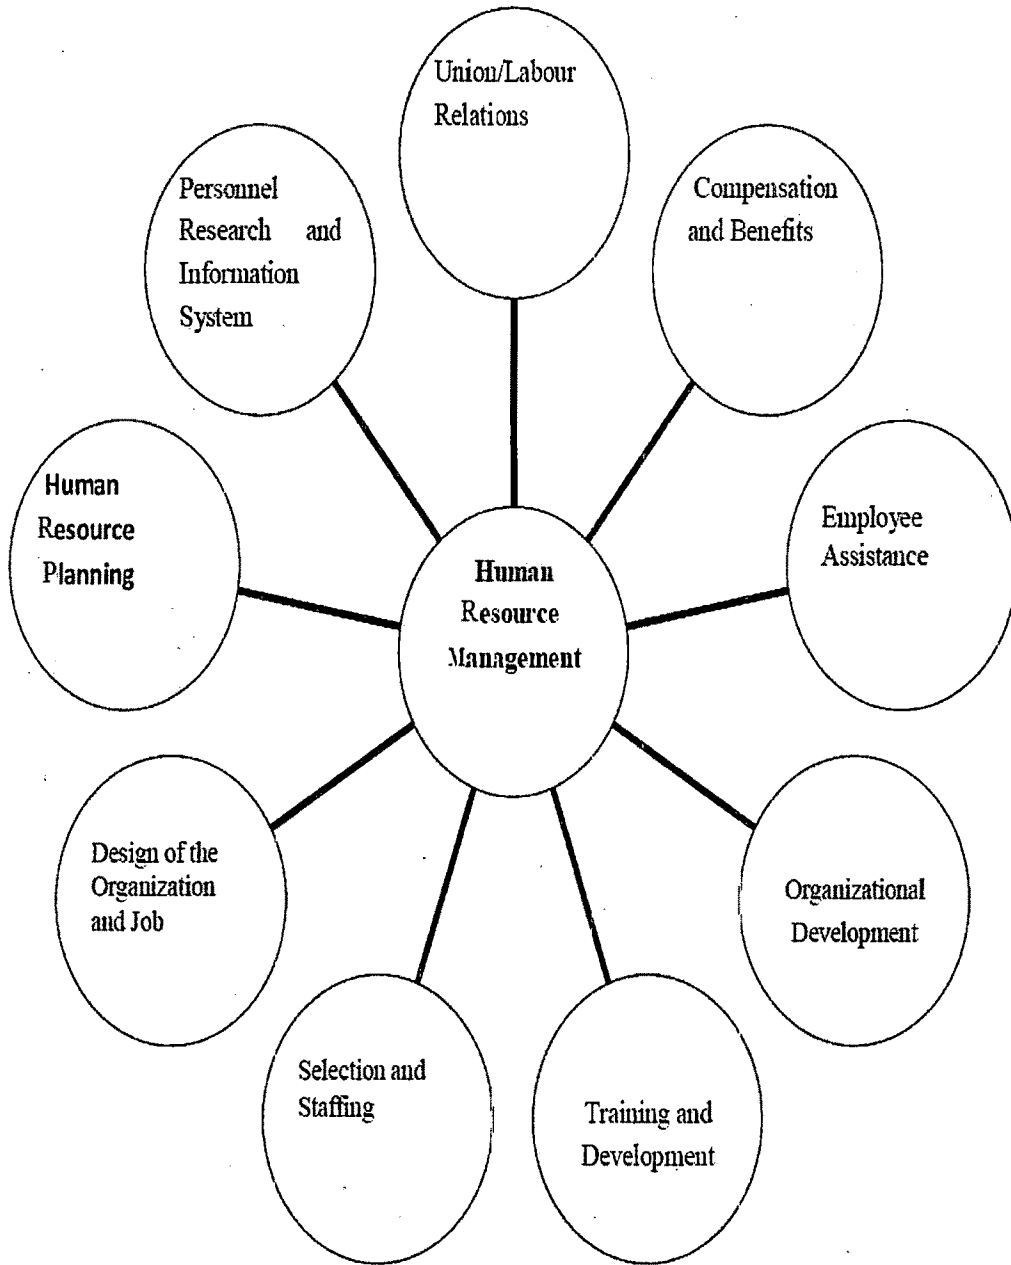 Union/Labour
Relations
Compensation
and Benefits
Employee
Assistance
Organizational
Development
Training and
Development
Selection and
Staffing
Design of the
Organization
and Job
Human
Resource
Planning
Personnel
Research and
Information
System
Human
Resource
Management